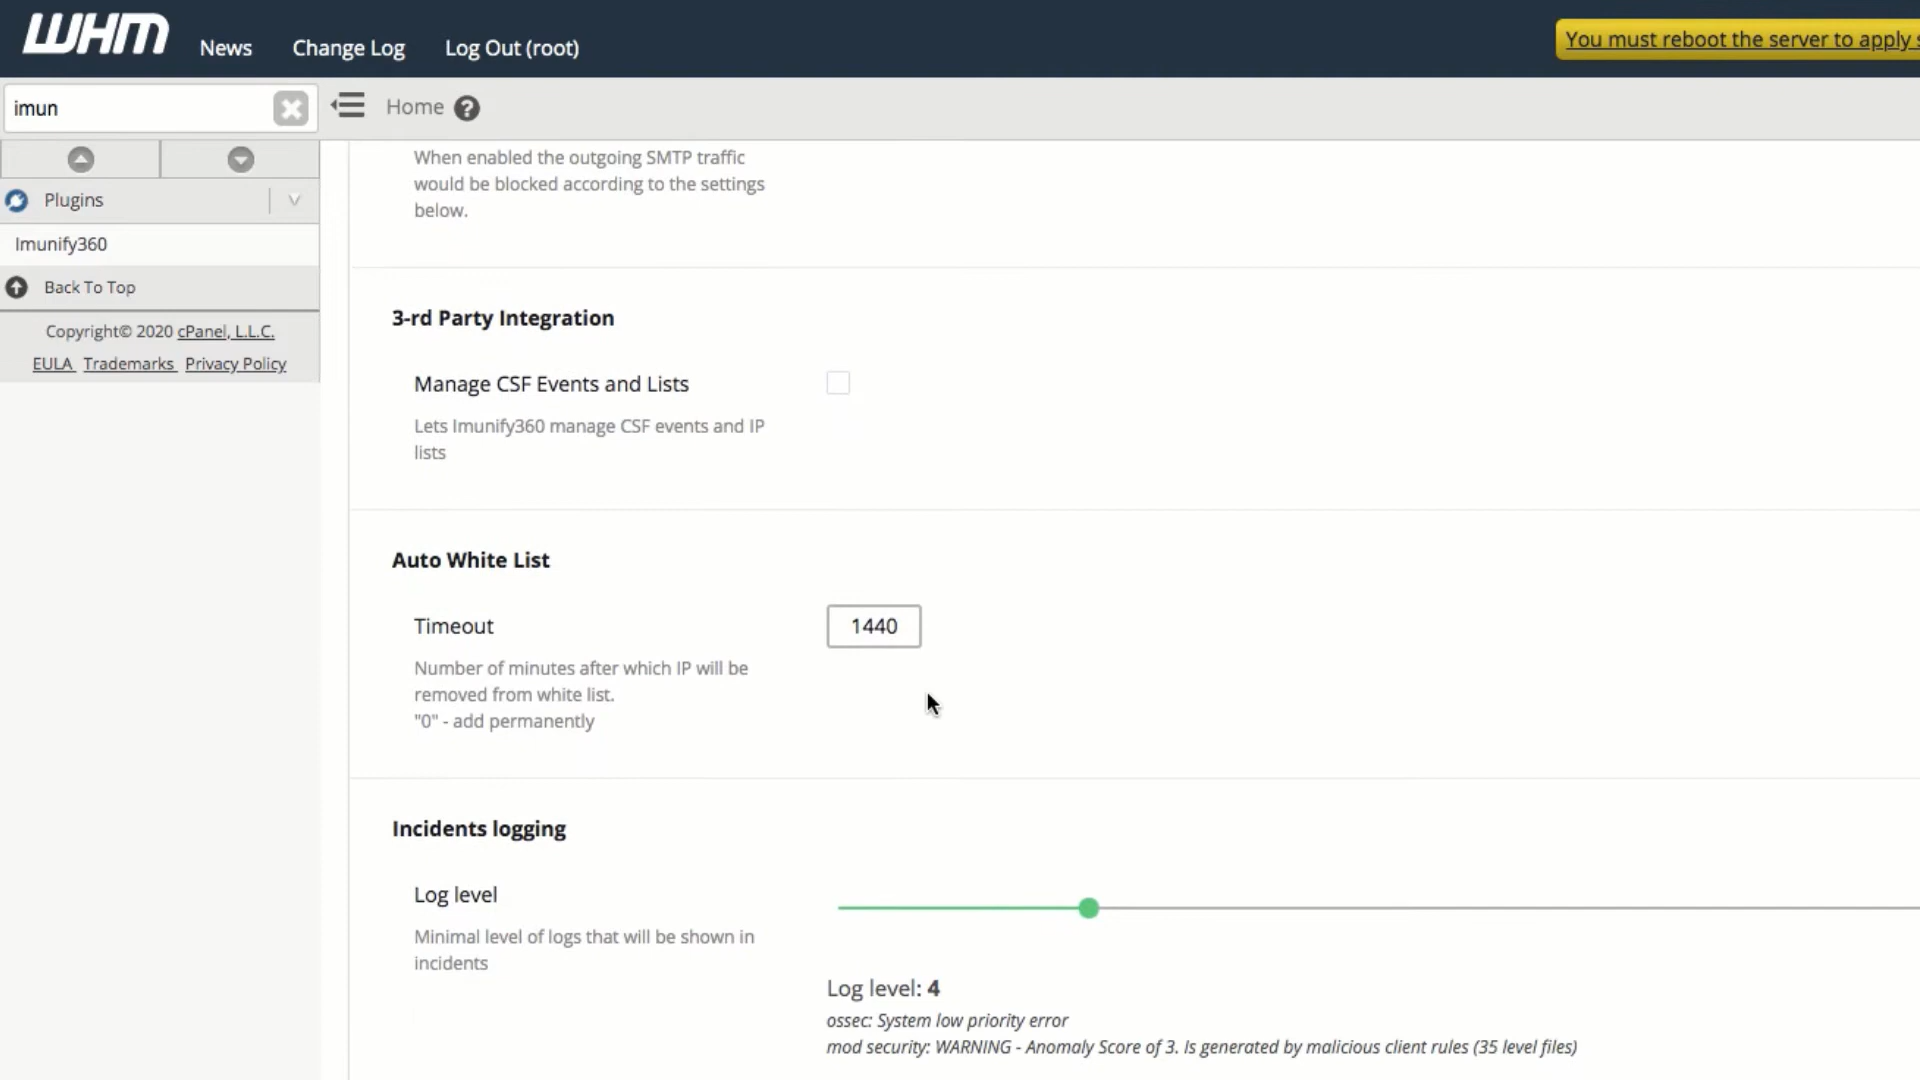 WHM
News
Change Log
Log Out (root)
You must reboot the server to apply
imun
Home
Plugins
Imunify360
Back To Top
Copyright© 2020 cPanel, L.L.C.
EULA Trademarks Privacy Policy
When enabled the outgoing SMTP traffic
would be blocked according to the settings
below.
3-rd Party Integration
Manage CSF Events and Lists
Lets Imunify360 manage CSF events and IP
lists
Auto White List
Timeout
1440
Number of minutes after which IP will be
removed from white list.
"0" - add permanently
Incidents logging
Log level
Minimal level of logs that will be shown in
incidents
Log level: 4
ossec: System low priority error
mod security: WARNING - Anomaly Score of 3. Is generated by malicious client rules (35 level files)